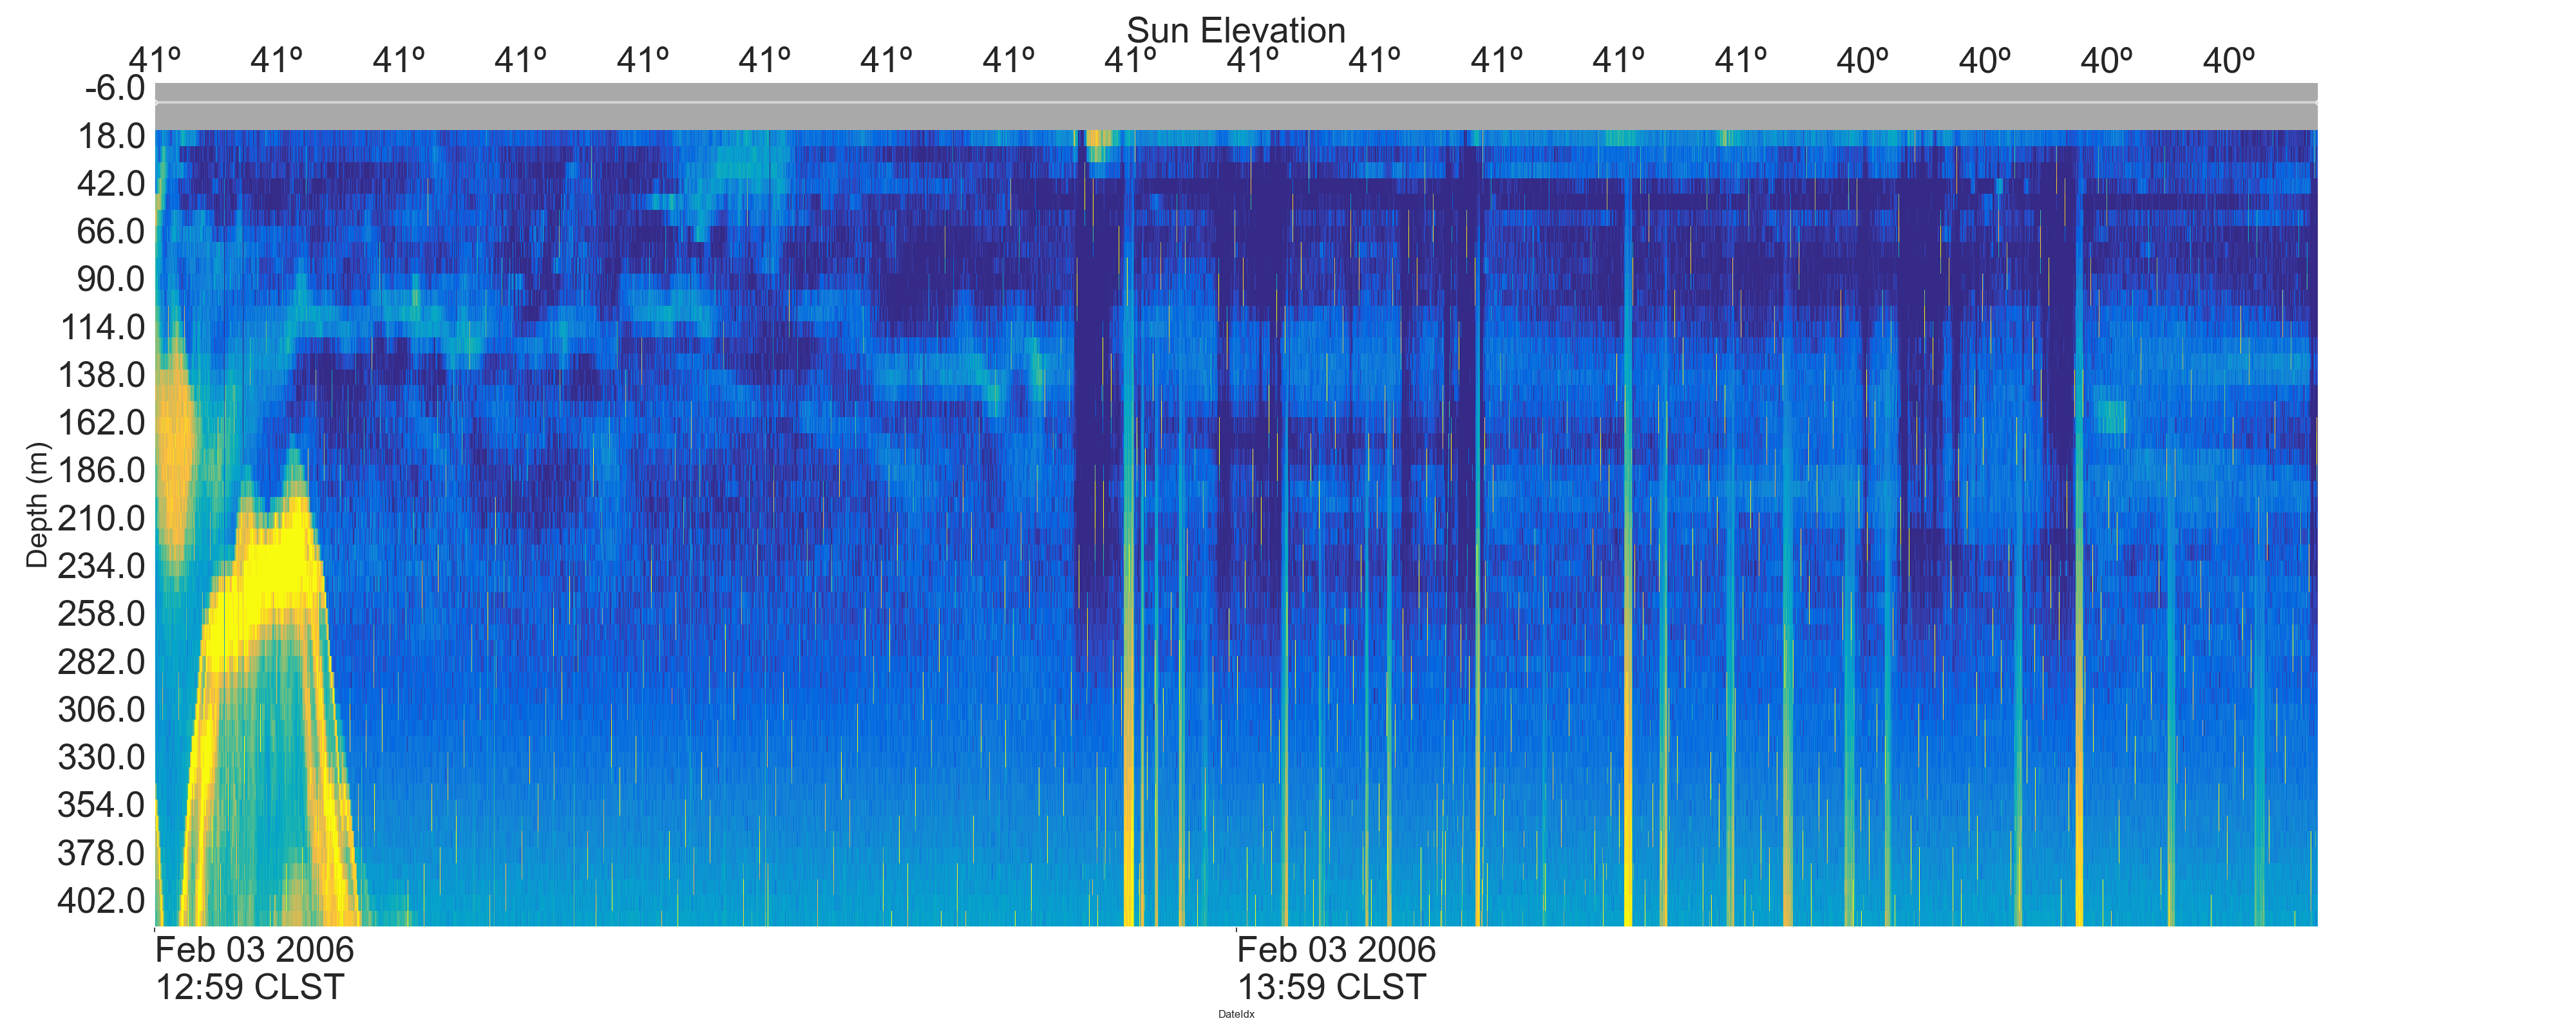 Sun Elevation
41º 41º 41º 41º 41º 41º 41º 41º 41º 41º 41º 41º 41º 41º 40º 40º 40º 40º
-6.0
18.0
42.0
66.0
90.0
114.0
138.0
162.0
186.0
210.0
234.0
258.0
282.0
306.0
330.0
354.0
378.0
402.0
Depth (m)
Feb 03 2006
12:59 CLST
Feb 03 2006
13:59 CLST
DateIdx